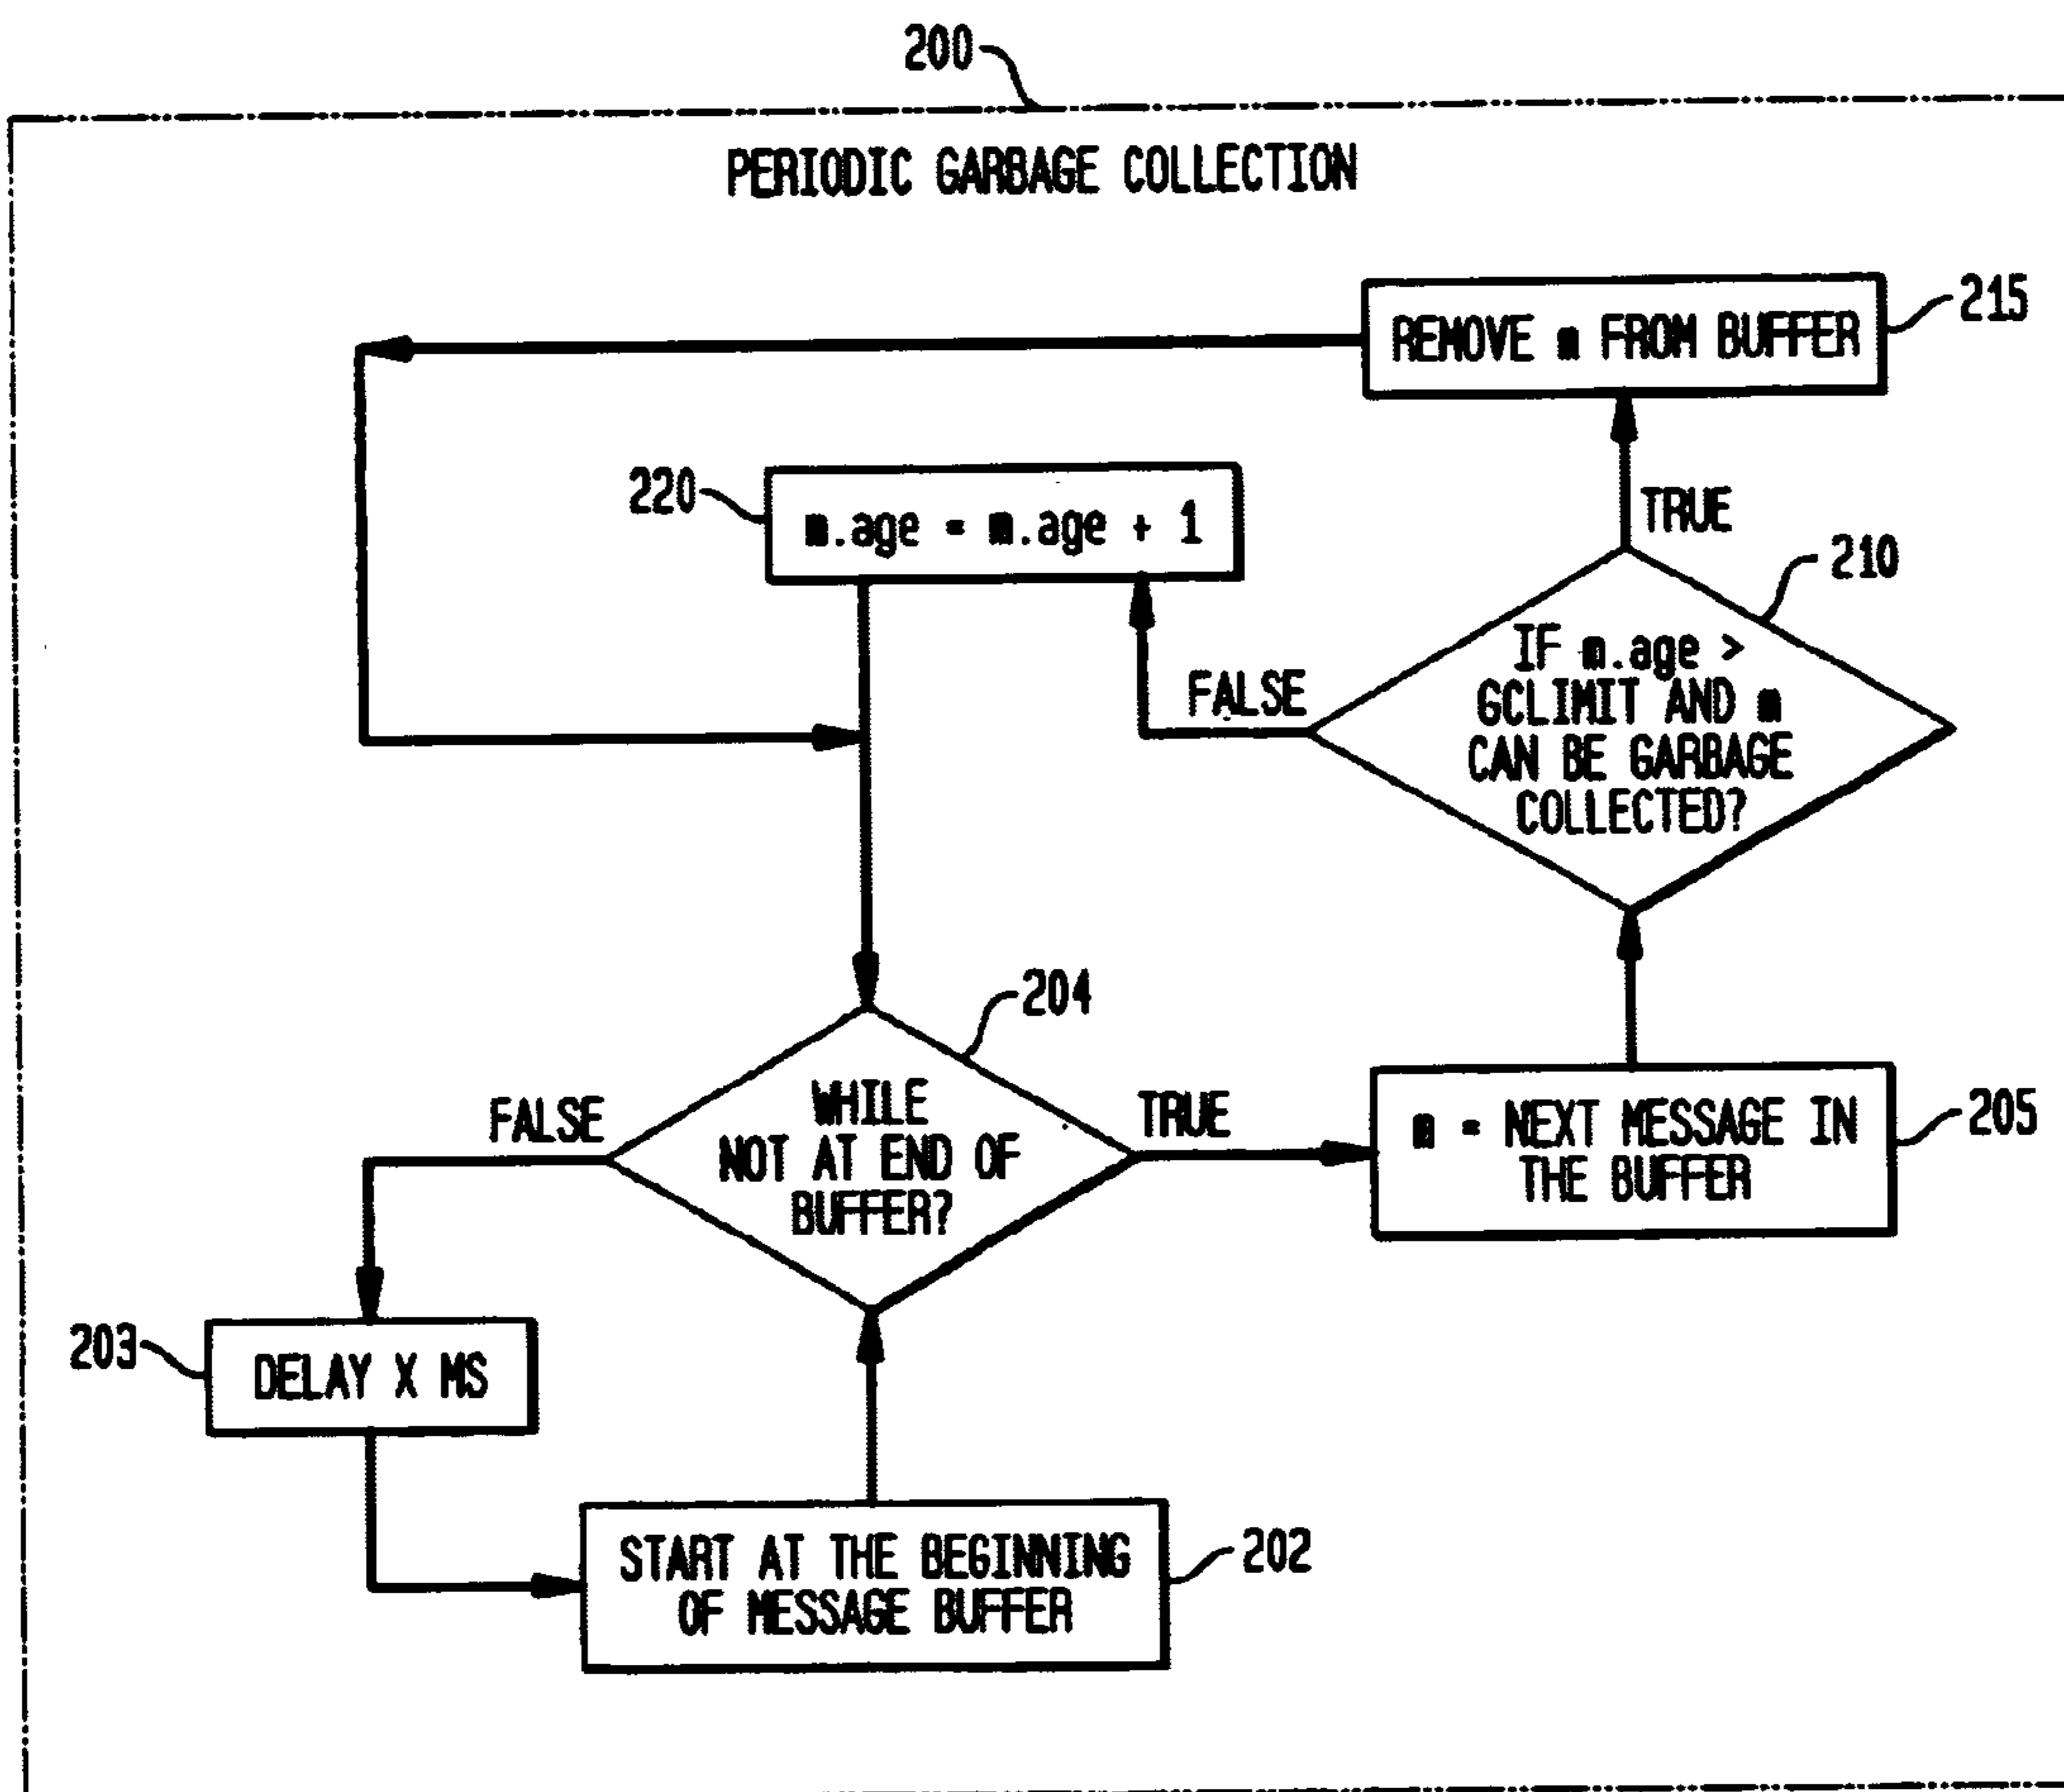 200
PERIODIC GARBAGE COLLECTION
REMOVE m FROM BUFFER
215
220
m.age = m.age + 1
TRUE
210
IF m.age >
GCLIMIT AND m
CAN BE GARBAGE
COLLECTED?
FALSE
204
WHILE
NOT AT END OF
BUFFER?
FALSE
TRUE
m = NEXT MESSAGE IN
THE BUFFER
205
203
DELAY X MS
START AT THE BEGINNING
OF MESSAGE BUFFER
202